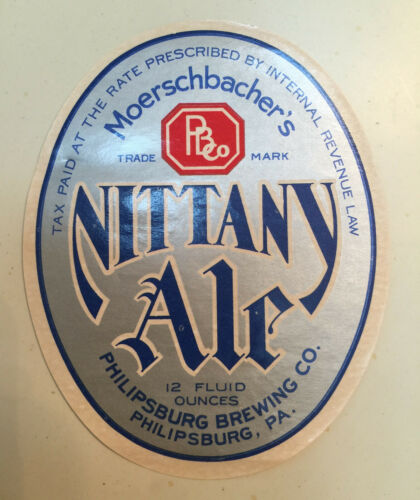 TAX PAID AT THE RATE PRESCRIBED BY INTERNAL REVENUE LAW
Moerschbacher's
PBCo
TRADE MARK
NITTANY
Ale
12 FLUID
OUNCES
PHILIPSBURG BREWING CO.
PHILIPSBURG, PA.